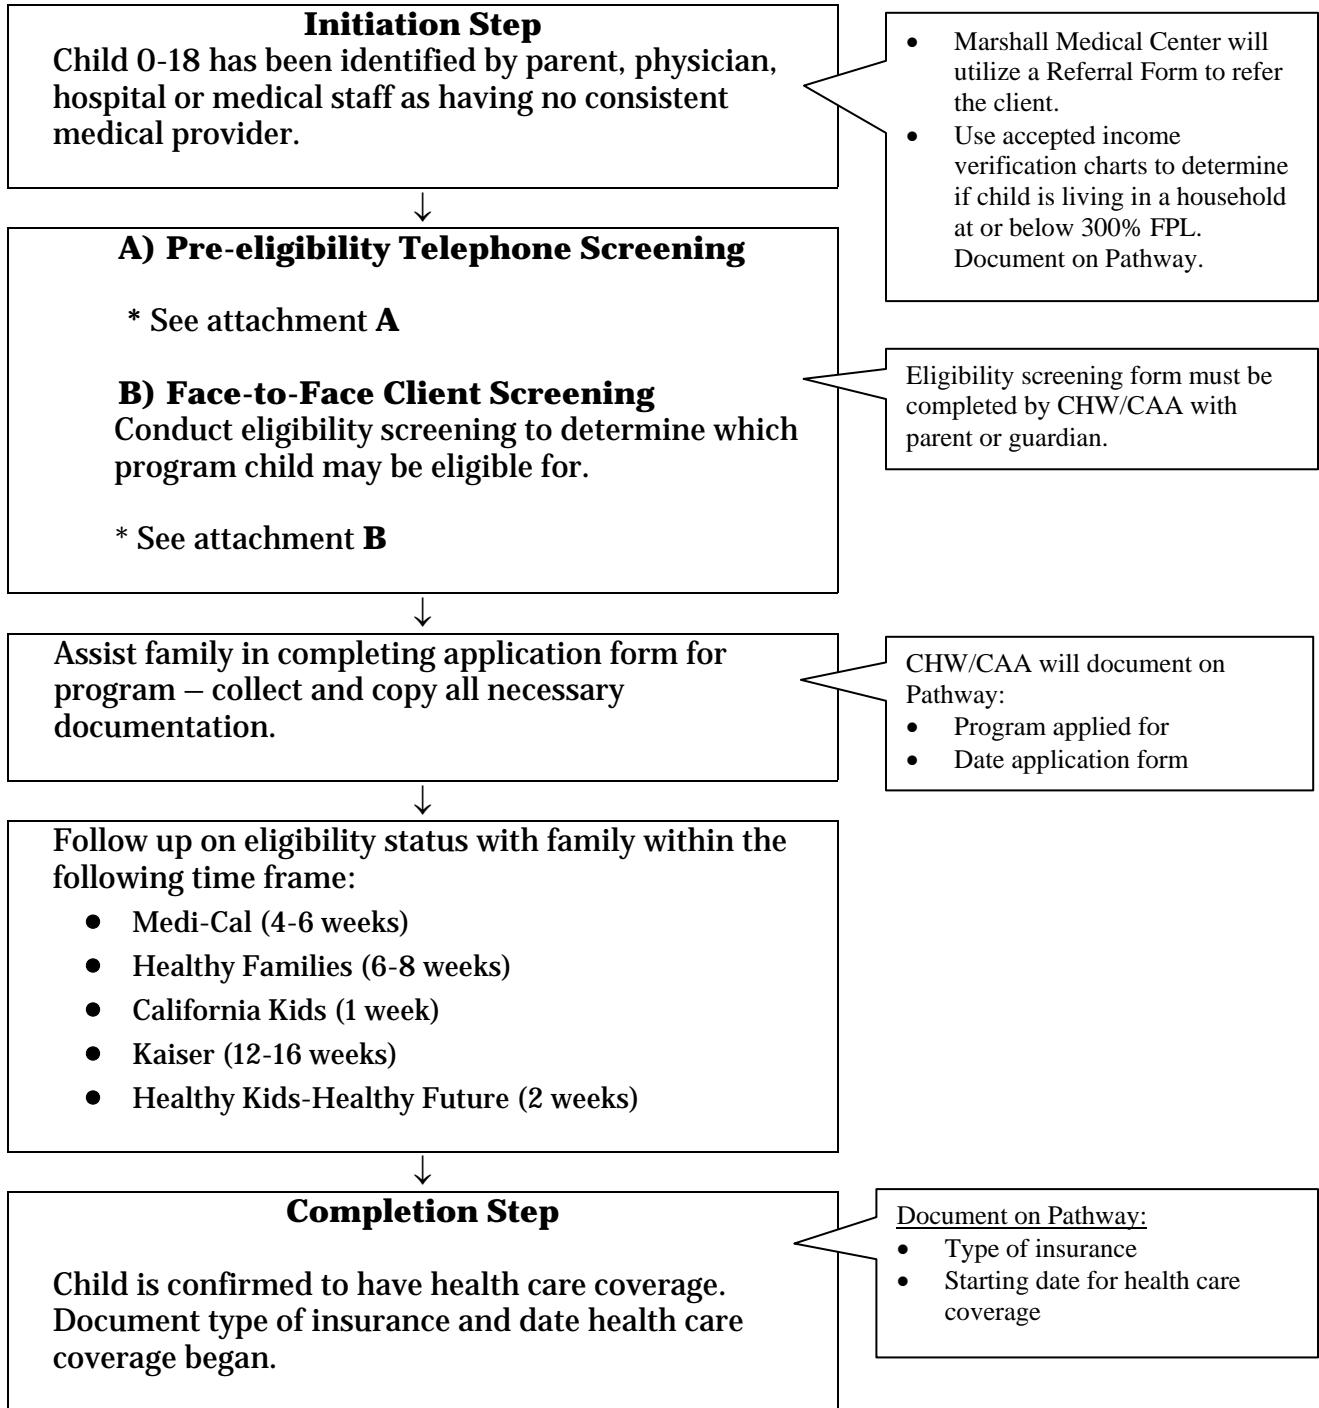 Initiation Step
Child 0-18 has been identified by parent, physician,
hospital or medical staff as having no consistent
medical provider.
• Marshall Medical Center will
utilize a Referral Form to refer
the client.
• Use accepted income
verification charts to determine
if child is living in a household
at or below 300% FPL.
Document on Pathway.
↓
A) Pre-eligibility Telephone Screening
* See attachment A
B) Face-to-Face Client Screening
Conduct eligibility screening to determine which
program child may be eligible for.
* See attachment B
Eligibility screening form must be
completed by CHW/CAA with
parent or guardian.
↓
Assist family in completing application form for
program – collect and copy all necessary
documentation.
CHW/CAA will document on
Pathway:
• Program applied for
• Date application form
↓
Follow up on eligibility status with family within the
following time frame:
• Medi-Cal (4-6 weeks)
• Healthy Families (6-8 weeks)
• California Kids (1 week)
• Kaiser (12-16 weeks)
• Healthy Kids-Healthy Future (2 weeks)
↓
Completion Step
Child is confirmed to have health care coverage.
Document type of insurance and date health care
coverage began.
Document on Pathway:
• Type of insurance
• Starting date for health care
coverage